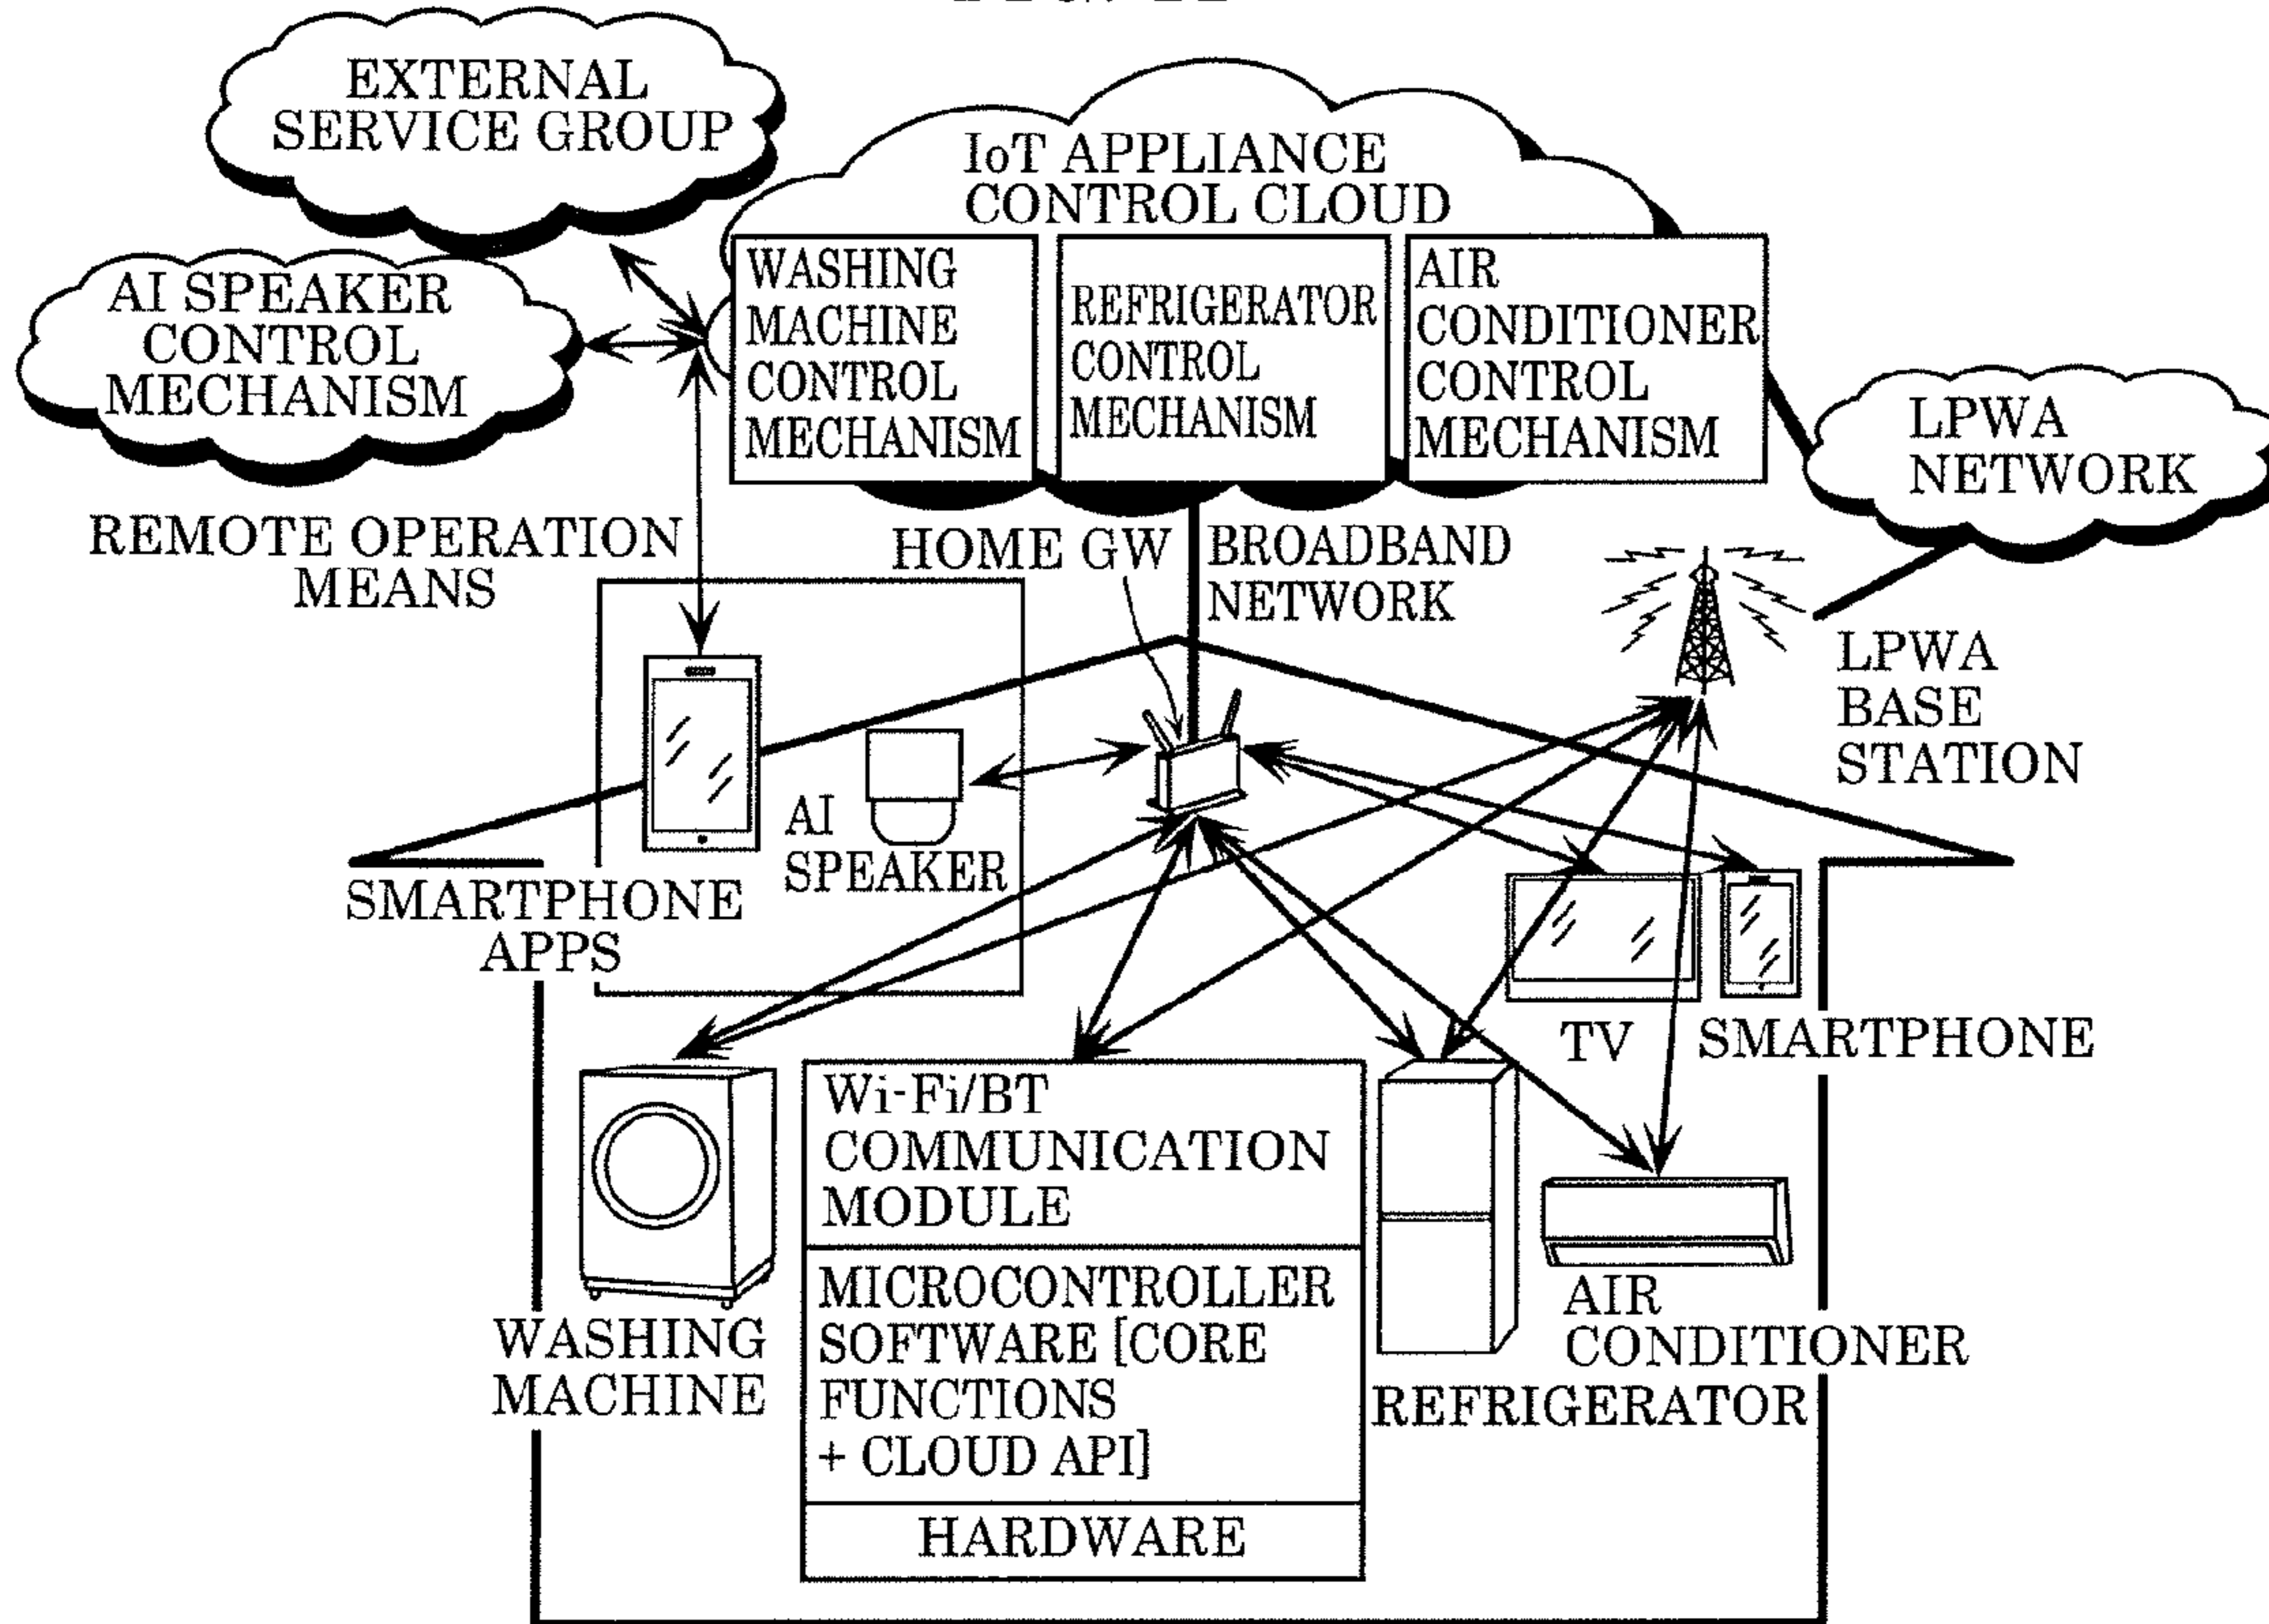 EXTERNAL
SERVICE GROUP
IoT APPLIANCE
CONTROL CLOUD
AI SPEAKER
CONTROL
MECHANISM
WASHING
MACHINE
CONTROL
MECHANISM
REFRIGERATOR
CONTROL
MECHANISM
AIR
CONDITIONER
CONTROL
MECHANISM
LPWA
NETWORK
REMOTE OPERATION
MEANS
HOME GW
BROADBAND
NETWORK
LPWA
BASE
STATION
AI
SPEAKER
SMARTPHONE
APPS
TV
SMARTPHONE
Wi-Fi/BT
COMMUNICATION
MODULE
MICROCONTROLLER
SOFTWARE [CORE
FUNCTIONS
+ CLOUD API]
HARDWARE
WASHING
MACHINE
AIR
CONDITIONER
REFRIGERATOR